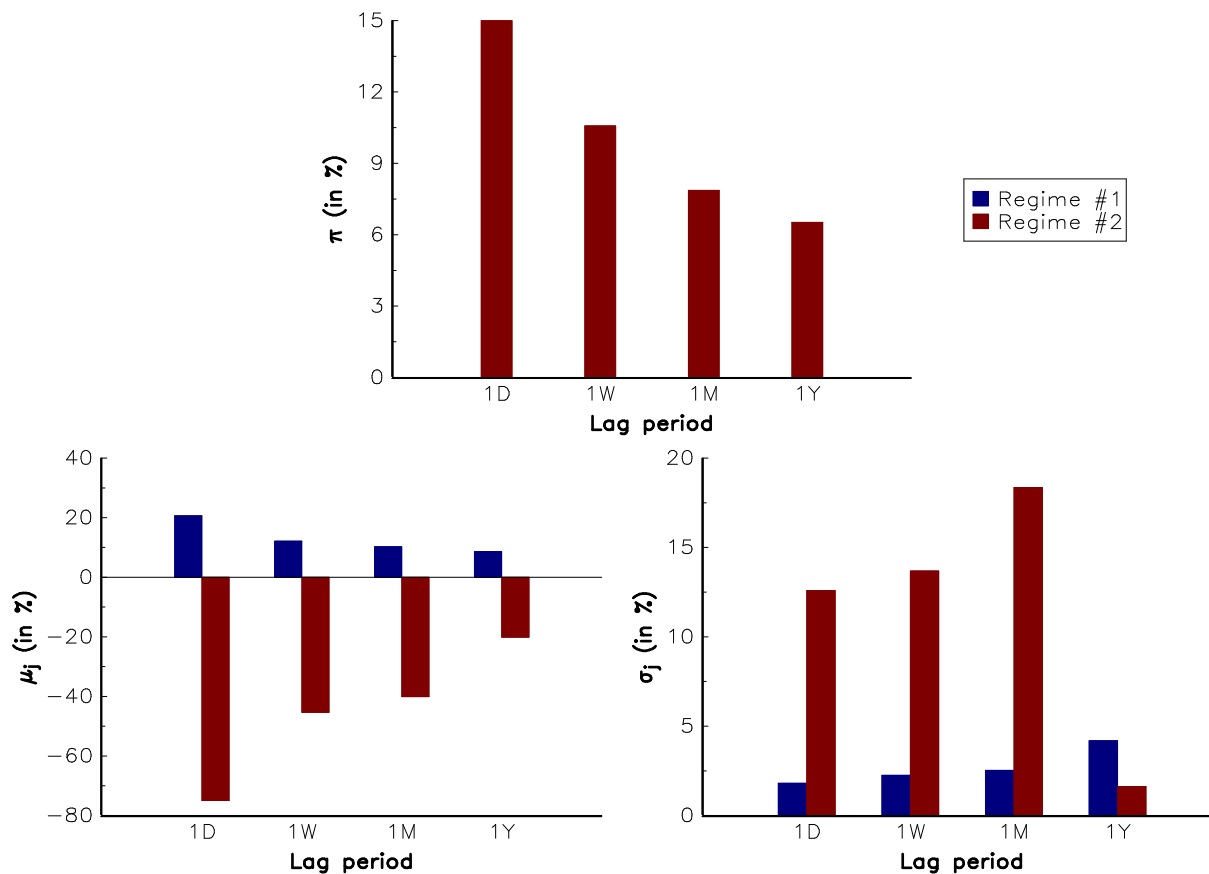 15
12
9
6
3
0
π (in %)
1D 1W 1M 1Y
Lag period
Regime #1
Regime #2
40
20
0
−20
−40
−60
−80
μj (in %)
1D 1W 1M 1Y
Lag period
20
15
10
5
0
σj (in %)
1D 1W 1M 1Y
Lag period